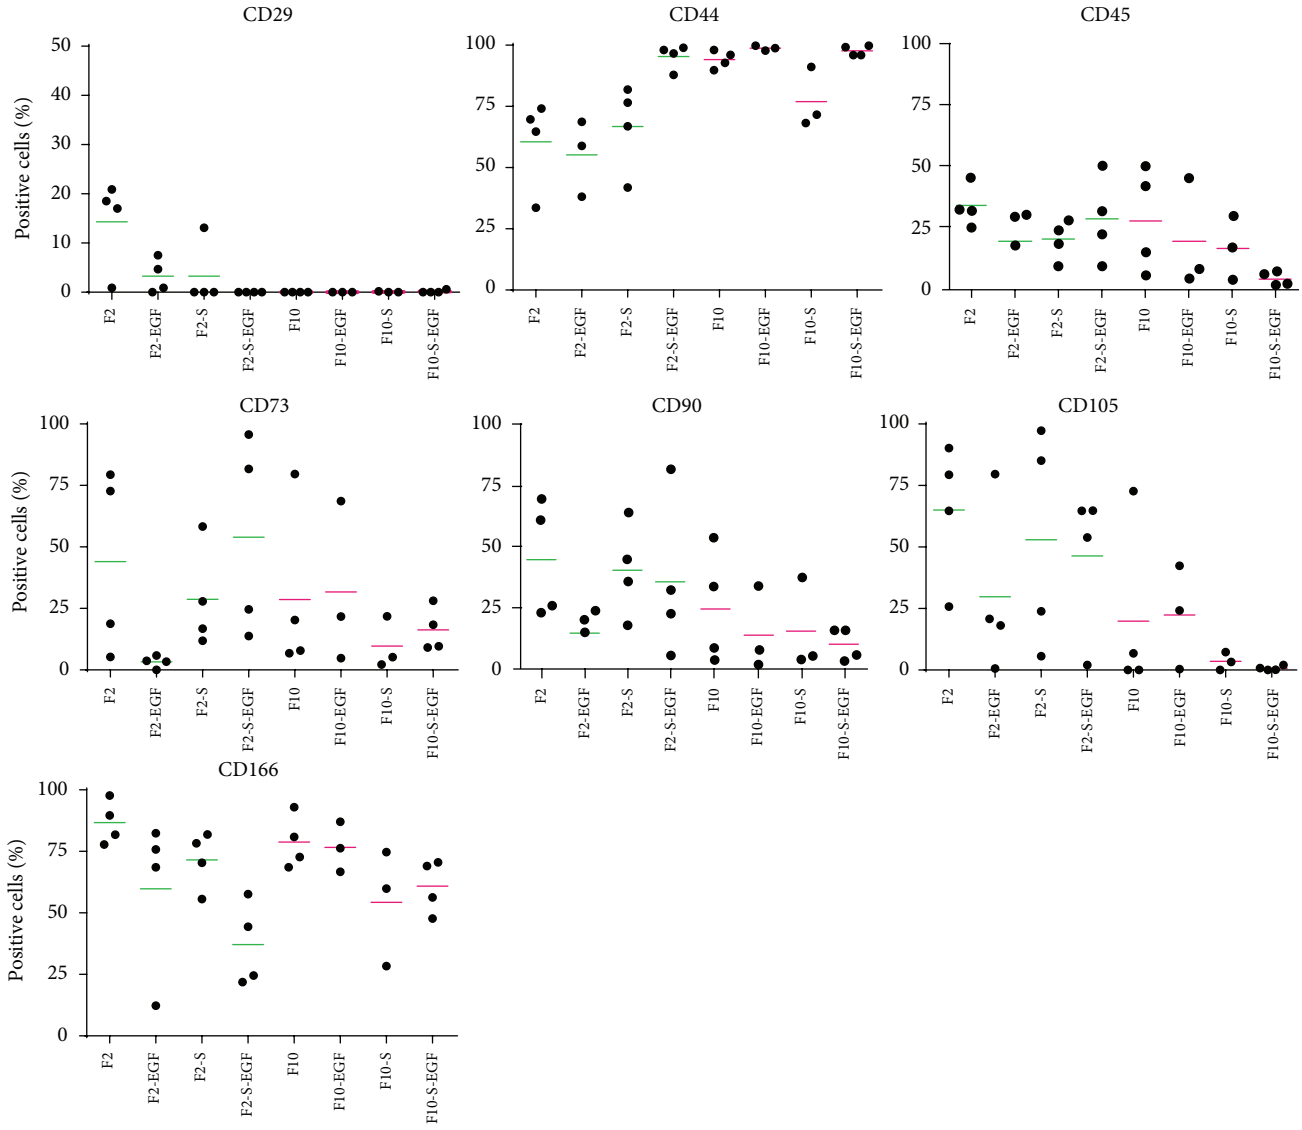 CD29
Positive cells (%)
50
40
30
20
10
0
F2
F2-EGF
F2-S
F2-S-EGF
F10
F10-EGF
F10-S
F10-S-EGF
CD44
100
75
50
25
0
F2
F2-EGF
F2-S
F2-S-EGF
F10
F10-EGF
F10-S
F10-S-EGF
CD45
100
75
50
25
0
F2
F2-EGF
F2-S
F2-S-EGF
F10
F10-EGF
F10-S
F10-S-EGF
CD73
Positive cells (%)
100
75
50
25
0
F2
F2-EGF
F2-S
F2-S-EGF
F10
F10-EGF
F10-S
F10-S-EGF
CD90
100
75
50
25
0
F2
F2-EGF
F2-S
F2-S-EGF
F10
F10-EGF
F10-S
F10-S-EGF
CD105
100
75
50
25
0
F2
F2-EGF
F2-S
F2-S-EGF
F10
F10-EGF
F10-S
F10-S-EGF
CD166
Positive cells (%)
100
75
50
25
0
F2
F2-EGF
F2-S
F2-S-EGF
F10
F10-EGF
F10-S
F10-S-EGF